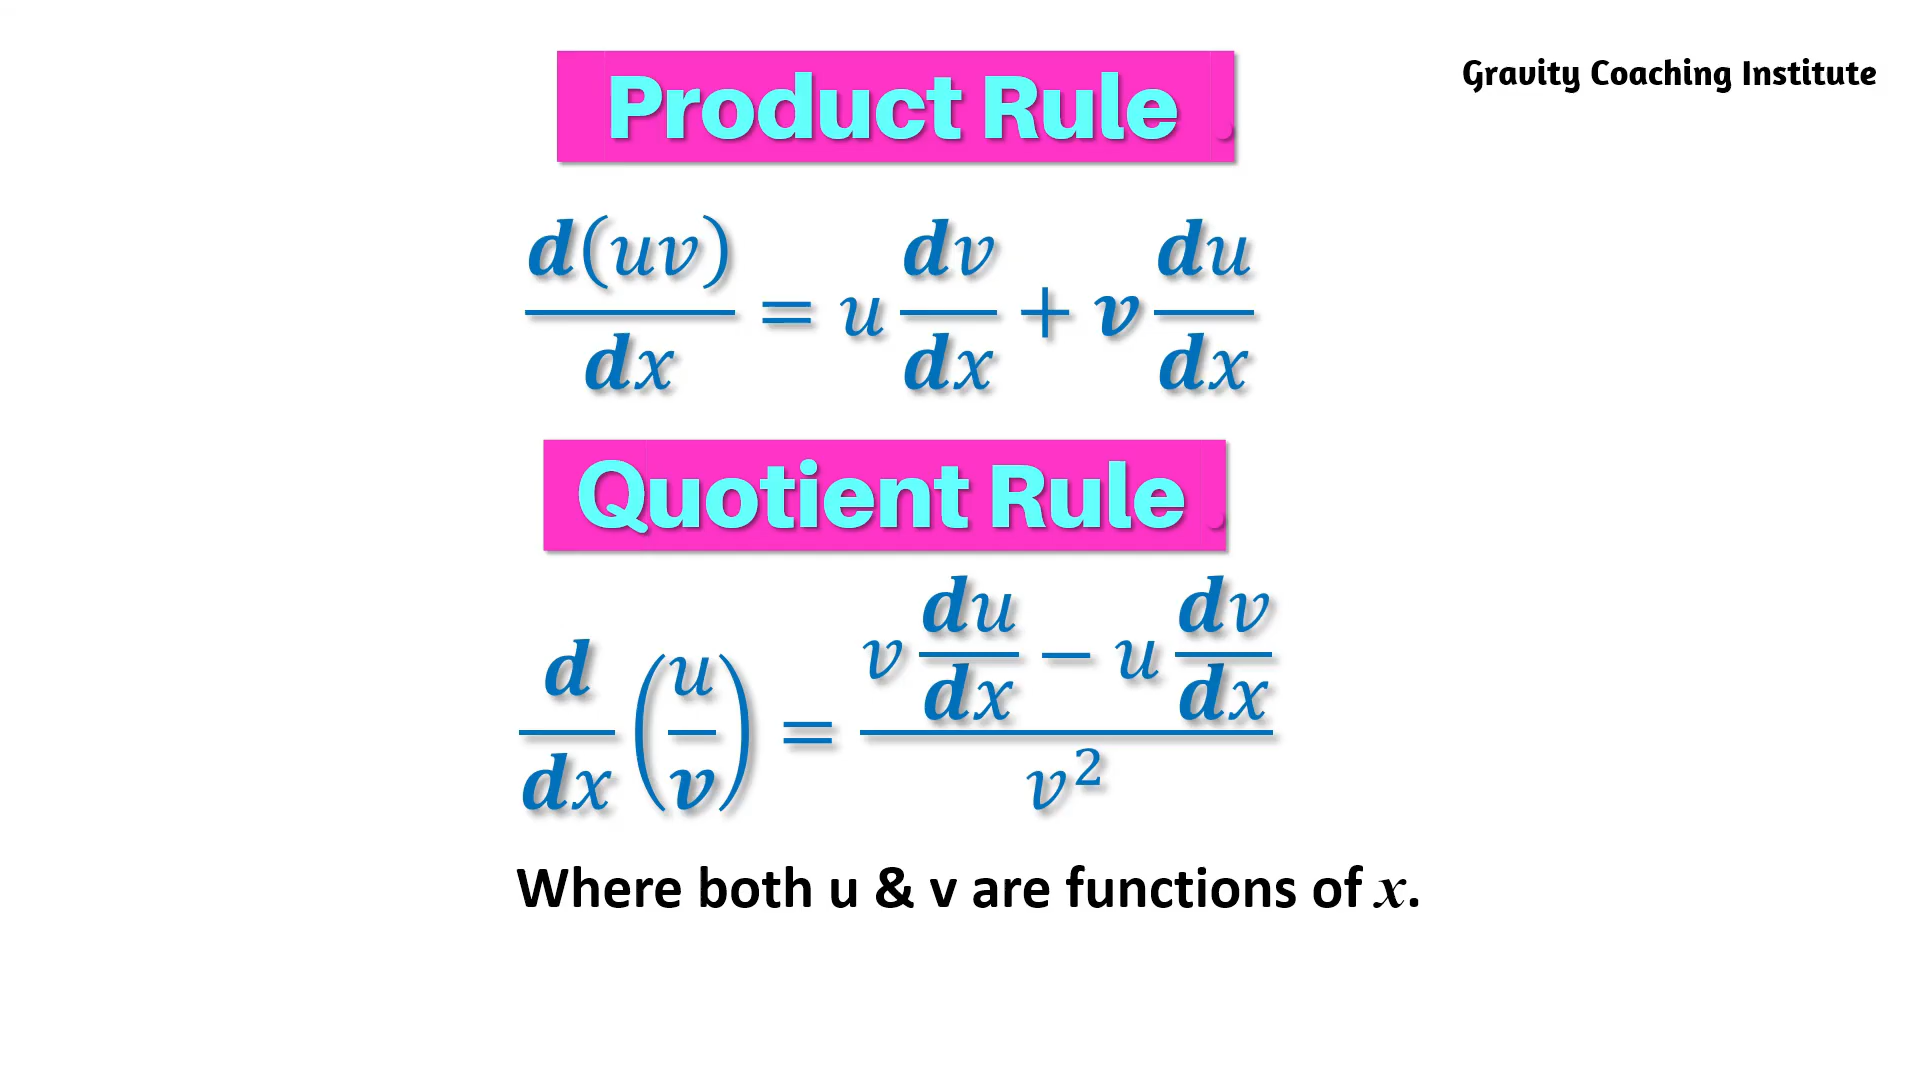 Gravity Coaching Institute
Product Rule .
d(uv)/dx = u dv/dx + v du/dx
Quotient Rule .
d/dx (u/v) = (v du/dx − u dv/dx)/v²
Where both u & v are functions of x.